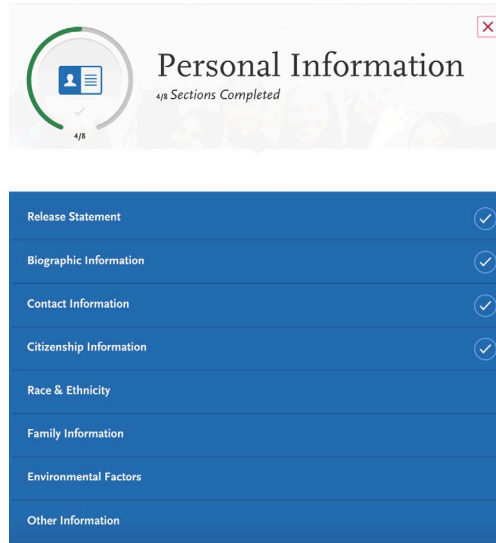 Personal Information
4/8 Sections Completed
4/8
Release Statement
Biographic Information
Contact Information
Citizenship Information
Race & Ethnicity
Family Information
Environmental Factors
Other Information